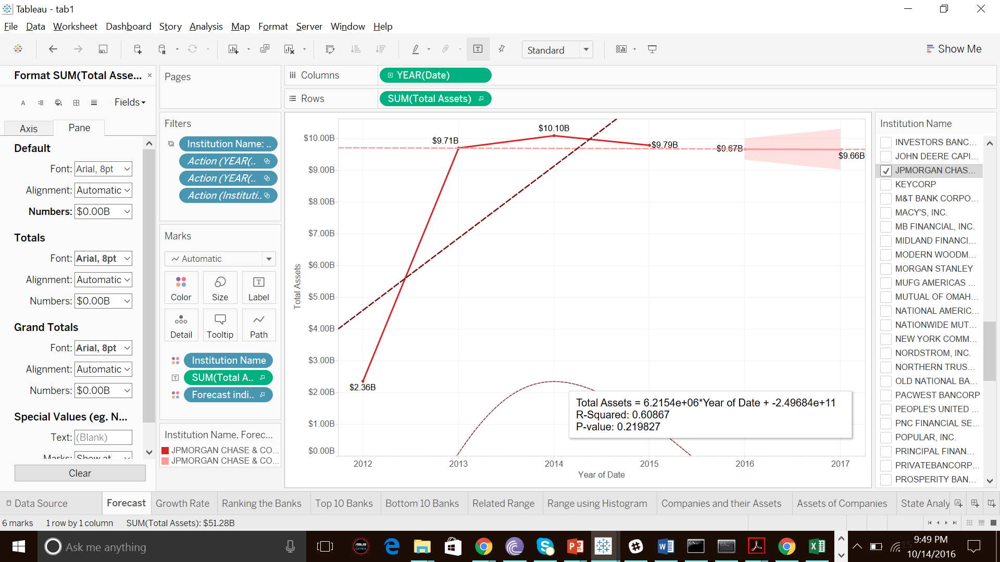 Tableau - tab1
File Data Worksheet Dashboard Story Analysis Map Format Server Window Help
Standard
Show Me
Format SUM(Total Asse...
Fields
Axis Pane
Default
Font: Arial, 8pt
Alignment: Automatic
Numbers: $0.00B
Totals
Font: Arial, 8pt
Alignment: Automatic
Numbers: $0.00B
Grand Totals
Font: Arial, 8pt
Alignment: Automatic
Numbers: $0.00B
Special Values (eg. N...
Text: (Blank)
Marks: Show at
Clear
Pages
Filters
Institution Name: ..
Action (YEAR(..
Action (YEAR(..
Action (Instituti..
Marks
Automatic
Color Size Label
Detail Tooltip Path
Institution Name
SUM(Total A..
Forecast indi..
Institution Name, Forec...
JPMORGAN CHASE & CO...
JPMORGAN CHASE & CO...
Columns YEAR(Date)
Rows SUM(Total Assets)
Total Assets
$10.00B
$9.00B
$8.00B
$7.00B
$6.00B
$5.00B
$4.00B
$3.00B
$2.00B
$1.00B
$0.00B
$2.36B
$9.71B
$10.10B
$9.79B
$9.67B
$9.66B
Total Assets = 6.2154e+06*Year of Date + -2.49684e+11
R-Squared: 0.60867
P-value: 0.219827
2012 2013 2014 2015 2016 2017
Year of Date
Institution Name
INVESTORS BANC...
JOHN DEERE CAPI...
JPMORGAN CHAS...
KEYCORP
M&T BANK CORPO...
MACY'S, INC.
MB FINANCIAL, INC.
MIDLAND FINANCI...
MODERN WOODM...
MORGAN STANLEY
MUFG AMERICAS ...
MUTUAL OF OMAH...
NATIONAL AMERIC...
NATIONWIDE MUT...
NEW YORK COMM...
NORDSTROM, INC.
NORTHERN TRUS...
OLD NATIONAL BA...
PACWEST BANCORP
PEOPLE'S UNITED ...
PNC FINANCIAL SE...
POPULAR, INC.
PRINCIPAL FINAN...
PRIVATEBANCORP...
PROSPERITY BAN...
Data Source Forecast Growth Rate Ranking the Banks Top 10 Banks Bottom 10 Banks Related Range Range using Histogram Companies and their Assets Assets of Companies State Analy
6 marks 1 row by 1 column SUM(Total Assets): $51.28B
Ask me anything
9:49 PM
10/14/2016